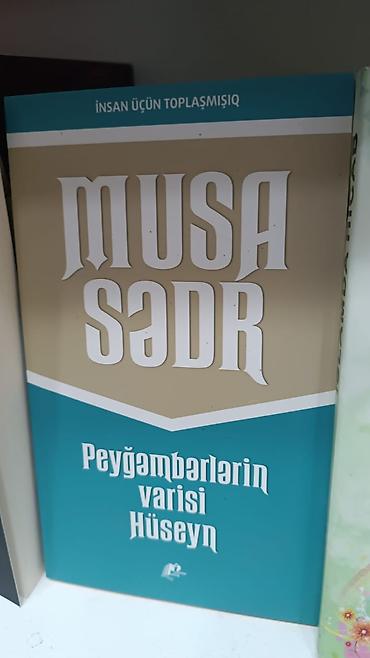 İNSAN ÜÇÜN TOPLAŞMIŞIQ
MUSA
SƏDR
Peyğəmbərlərin
varisi
Hüseyn